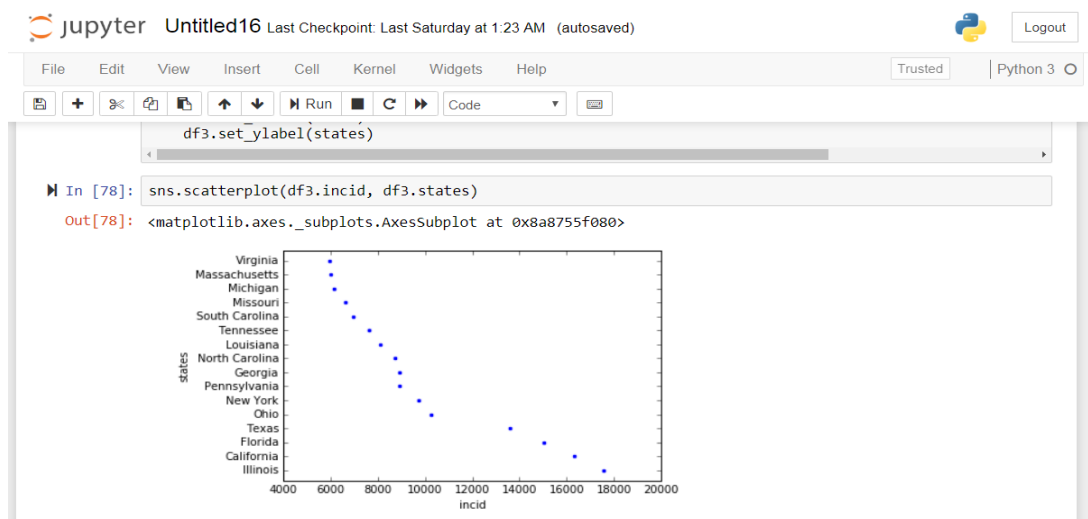 jupyter Untitled16 Last Checkpoint: Last Saturday at 1:23 AM (autosaved) Logout
File Edit View Insert Cell Kernel Widgets Help Trusted Python 3
Run Code
df3.set_ylabel(states)
In [78]: sns.scatterplot(df3.incid, df3.states)
Out[78]: <matplotlib.axes._subplots.AxesSubplot at 0x8a8755f080>
Virginia
Massachusetts
Michigan
Missouri
South Carolina
Tennessee
Louisiana
North Carolina
Georgia
Pennsylvania
New York
Ohio
Texas
Florida
California
Illinois
states
4000 6000 8000 10000 12000 14000 16000 18000 20000
incid